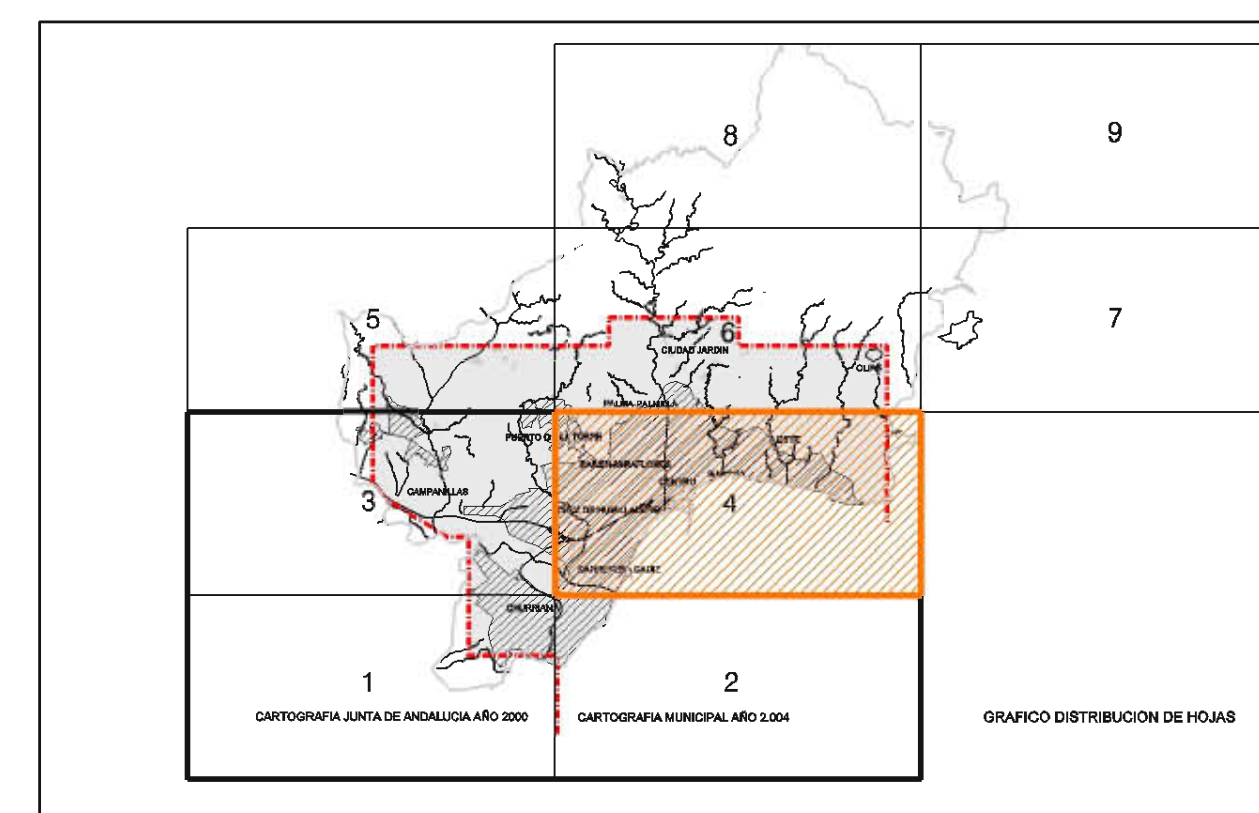 8
9
5
6
7
CIUDAD JARDIN
PALMA-PALMILLA
PUERTO DE LA TORRE
ESTE
CAMPANILLAS
CENTRO
3
4
CHURRIANA
1
2
CARTOGRAFIA JUNTA DE ANDALUCIA AÑO 2000
CARTOGRAFIA MUNICIPAL AÑO 2.004
GRAFICO DISTRIBUCION DE HOJAS